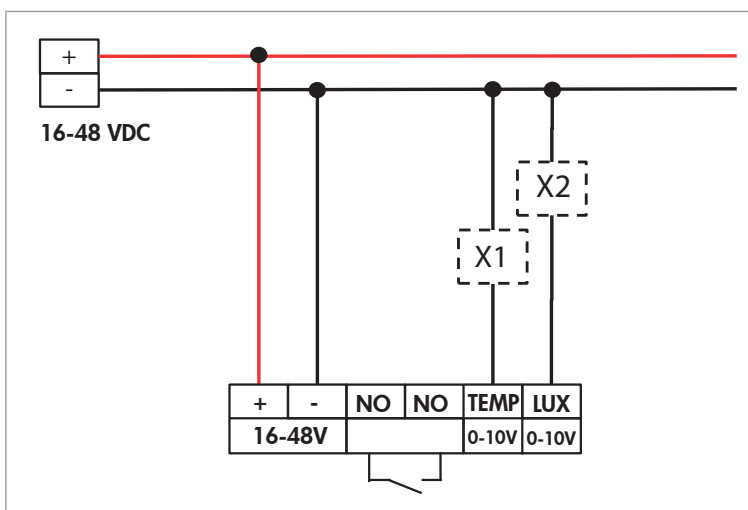 +
-
16-48 VDC
X2
X1
+ - NO NO TEMP LUX
16-48V 0-10V 0-10V